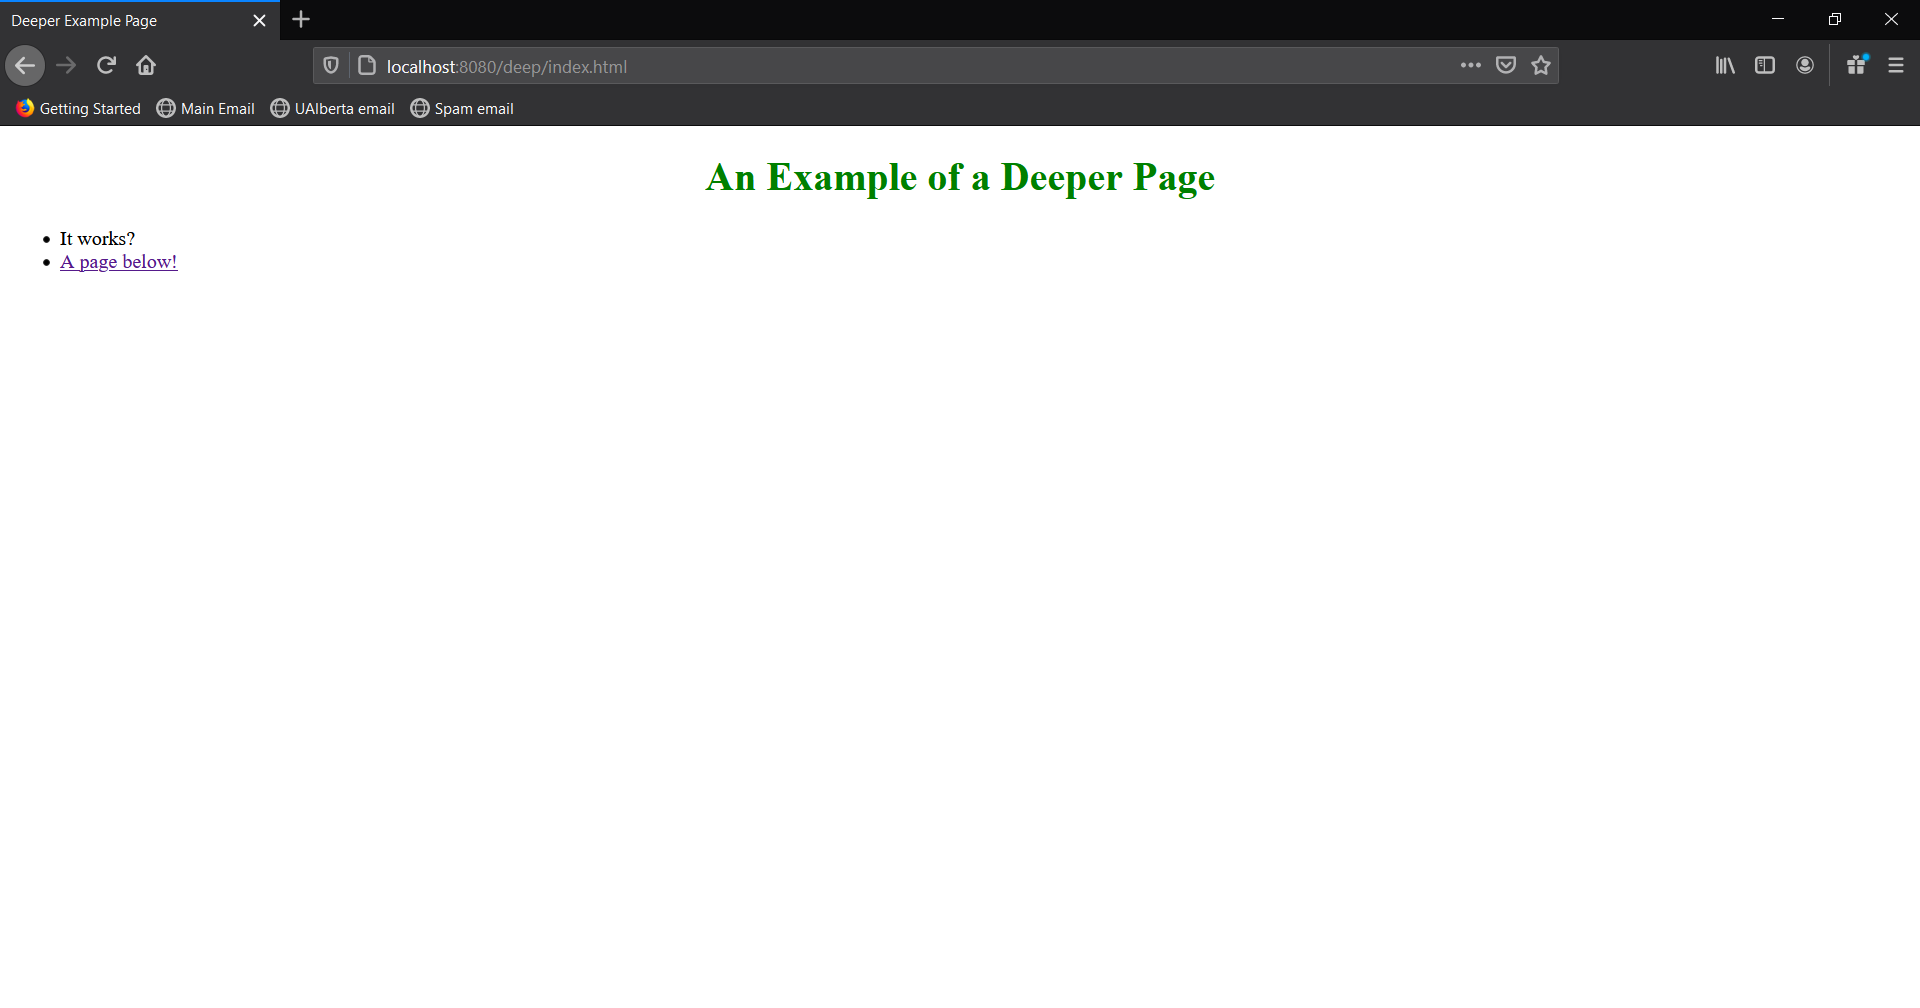 Deeper Example Page
localhost:8080/deep/index.html
Getting Started Main Email UAlberta email Spam email
An Example of a Deeper Page
It works?
A page below!